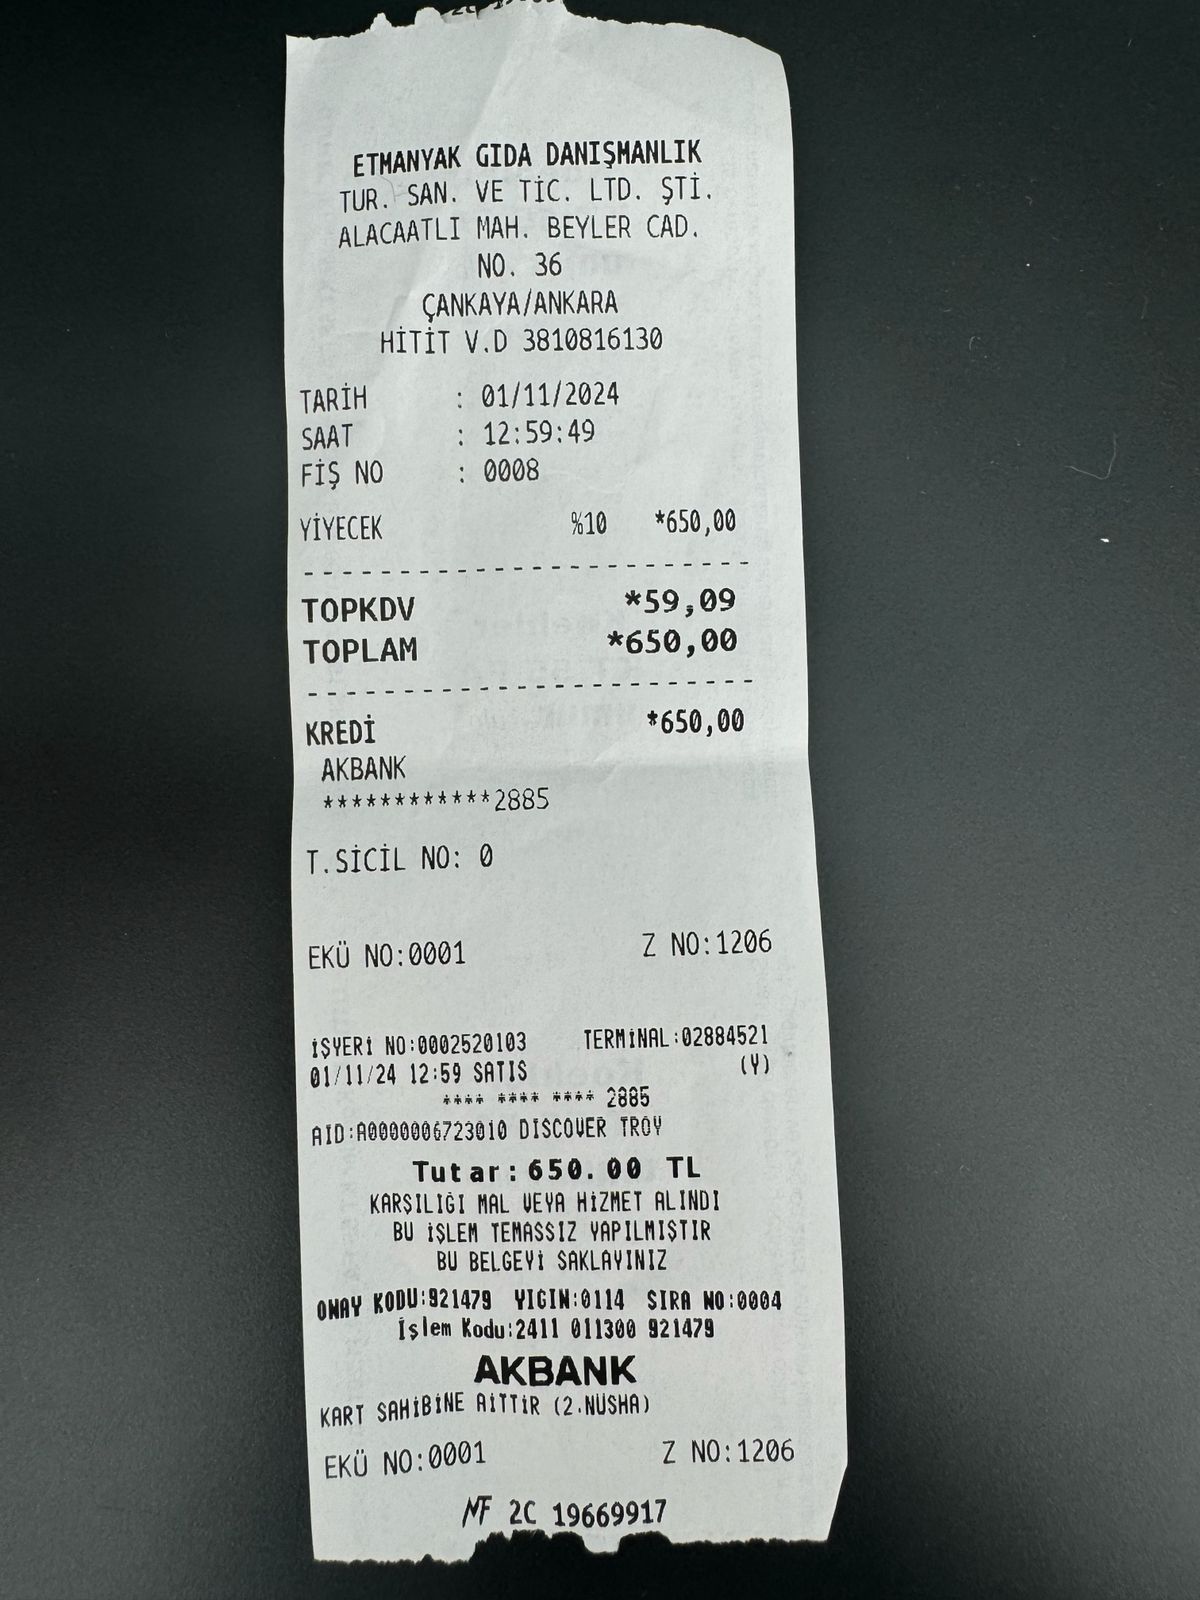 ETMANYAK GIDA DANIŞMANLIK
TUR. SAN. VE TİC. LTD. ŞTİ.
ALACAATLI MAH. BEYLER CAD.
NO. 36
ÇANKAYA/ANKARA
HİTİT V.D 3810816130
TARİH : 01/11/2024
SAAT : 12:59:49
FİŞ NO : 0008
YİYECEK %10 *650,00
------------------------
TOPKDV *59,09
TOPLAM *650,00
------------------------
KREDİ *650,00
AKBANK
************2885
T.SİCİL NO: 0
EKÜ NO:0001 Z NO:1206
İŞYERİ NO:0002520103 TERMİNAL:02884521
01/11/24 12:59 SATIS (Y)
**** **** **** 2885
AID:A0000006723010 DISCOVER TROY
Tutar: 650.00 TL
KARŞILIĞI MAL VEYA HİZMET ALINDI
BU İŞLEM TEMASSIZ YAPILMIŞTIR
BU BELGEYİ SAKLAYINIZ
ONAY KODU:921479 YIGIN:0114 SIRA NO:0004
İşlem Kodu:2411 011300 921479
AKBANK
KART SAHİBİNE AİTTİR (2.NUSHA)
EKÜ NO:0001 Z NO:1206
MF 2C 19669917